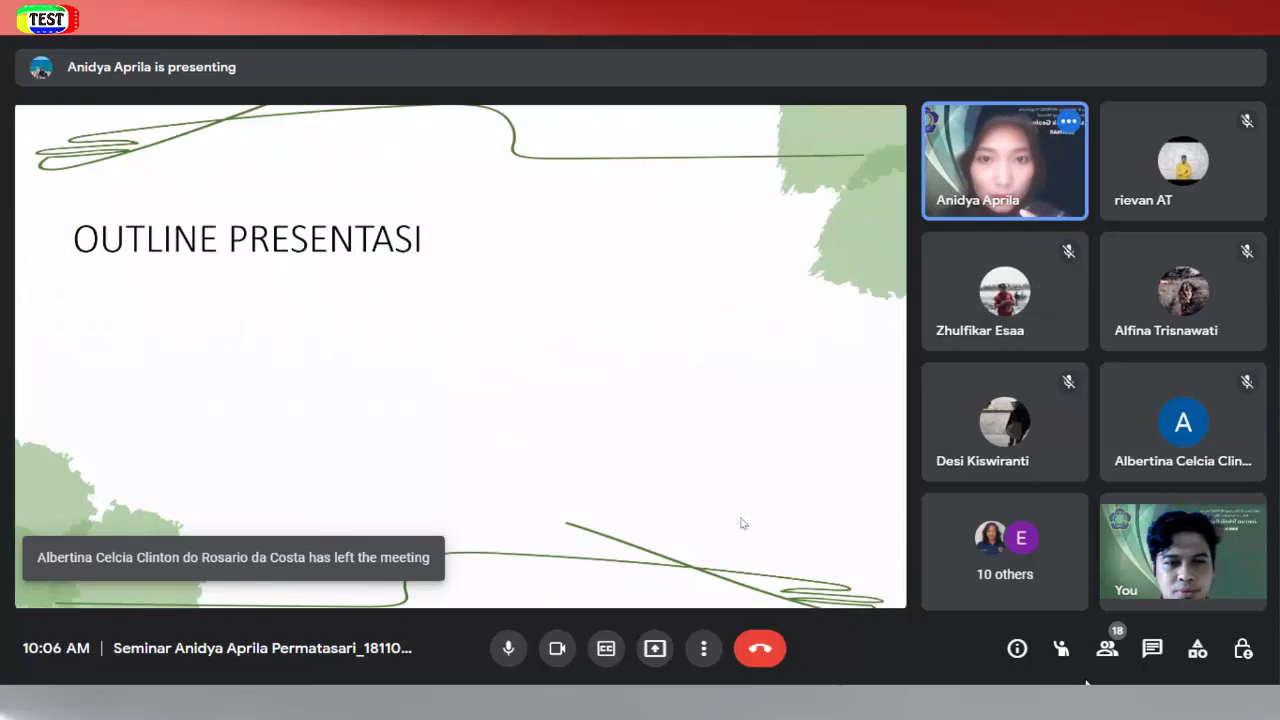 TEST
Anidya Aprila is presenting
OUTLINE PRESENTASI
Albertina Celcia Clinton do Rosario da Costa has left the meeting
Anidya Aprila
rievan AT
Zhulfikar Esaa
Alfina Trisnawati
Desi Kiswiranti
A
Albertina Celcia Clin...
E
10 others
You
10:06 AM | Seminar Anidya Aprila Permatasari_18110...
CC
18